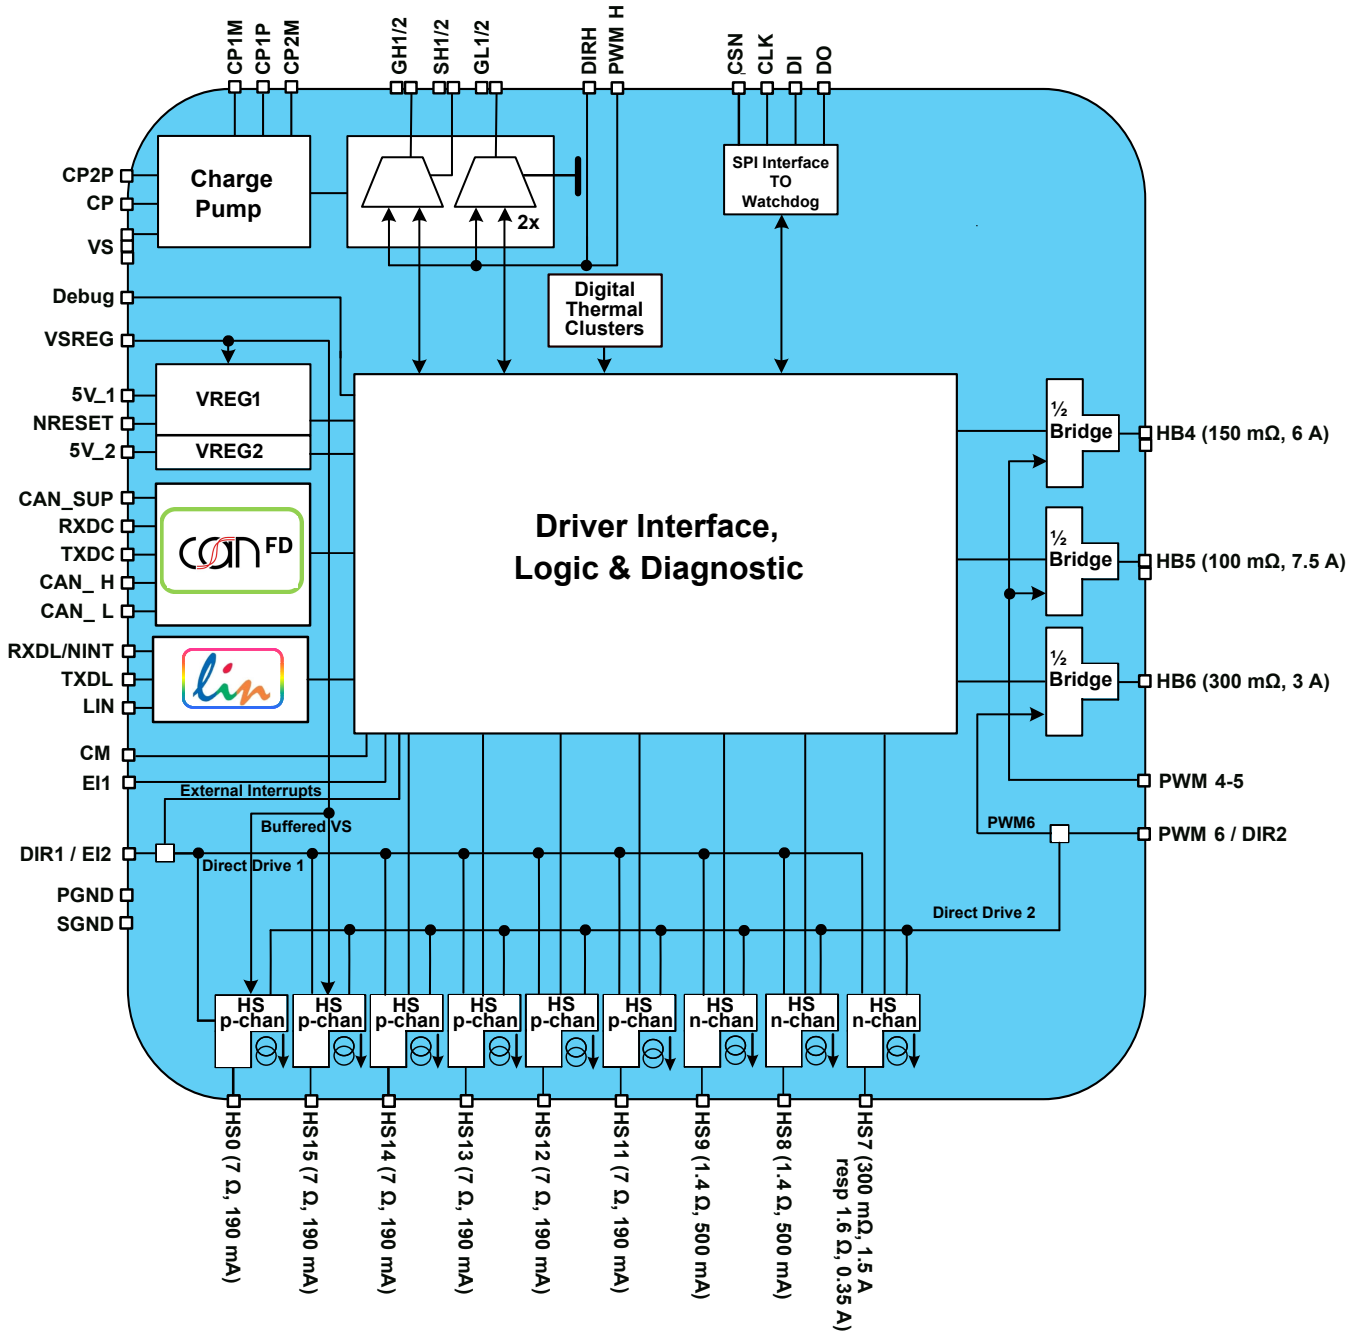 CP1M
CP1P
CP2M
GH1/2
SH1/2
GL1/2
DIRH
PWM H
CSN
CLK
DI
DO
CP2P
CP
VS
Charge
Pump
2x
SPI Interface
TO
Watchdog
Digital
Thermal
Clusters
Debug
VSREG
5V_1
NRESET
5V_2
VREG1
VREG2
CAN_SUP
RXDC
TXDC
CAN_ H
CAN_ L
CAN FD
RXDL/NINT
TXDL
LIN
lin
Driver Interface,
Logic & Diagnostic
½
Bridge
HB4 (150 mΩ, 6 A)
½
Bridge
HB5 (100 mΩ, 7.5 A)
½
Bridge
HB6 (300 mΩ, 3 A)
CM
EI1
External Interrupts
Buffered VS
PWM 4-5
PWM6
PWM 6 / DIR2
DIR1 / EI2
Direct Drive 1
PGND
SGND
Direct Drive 2
HS
p-chan
HS
p-chan
HS
p-chan
HS
p-chan
HS
p-chan
HS
p-chan
HS
n-chan
HS
n-chan
HS
n-chan
HS0 (7 Ω, 190 mA)
HS15 (7 Ω, 190 mA)
HS14 (7 Ω, 190 mA)
HS13 (7 Ω, 190 mA)
HS12 (7 Ω, 190 mA)
HS11 (7 Ω, 190 mA)
HS9 (1.4 Ω, 500 mA)
HS8 (1.4 Ω, 500 mA)
HS7 (300 mΩ, 1.5 A
resp 1.6 Ω, 0.35 A)